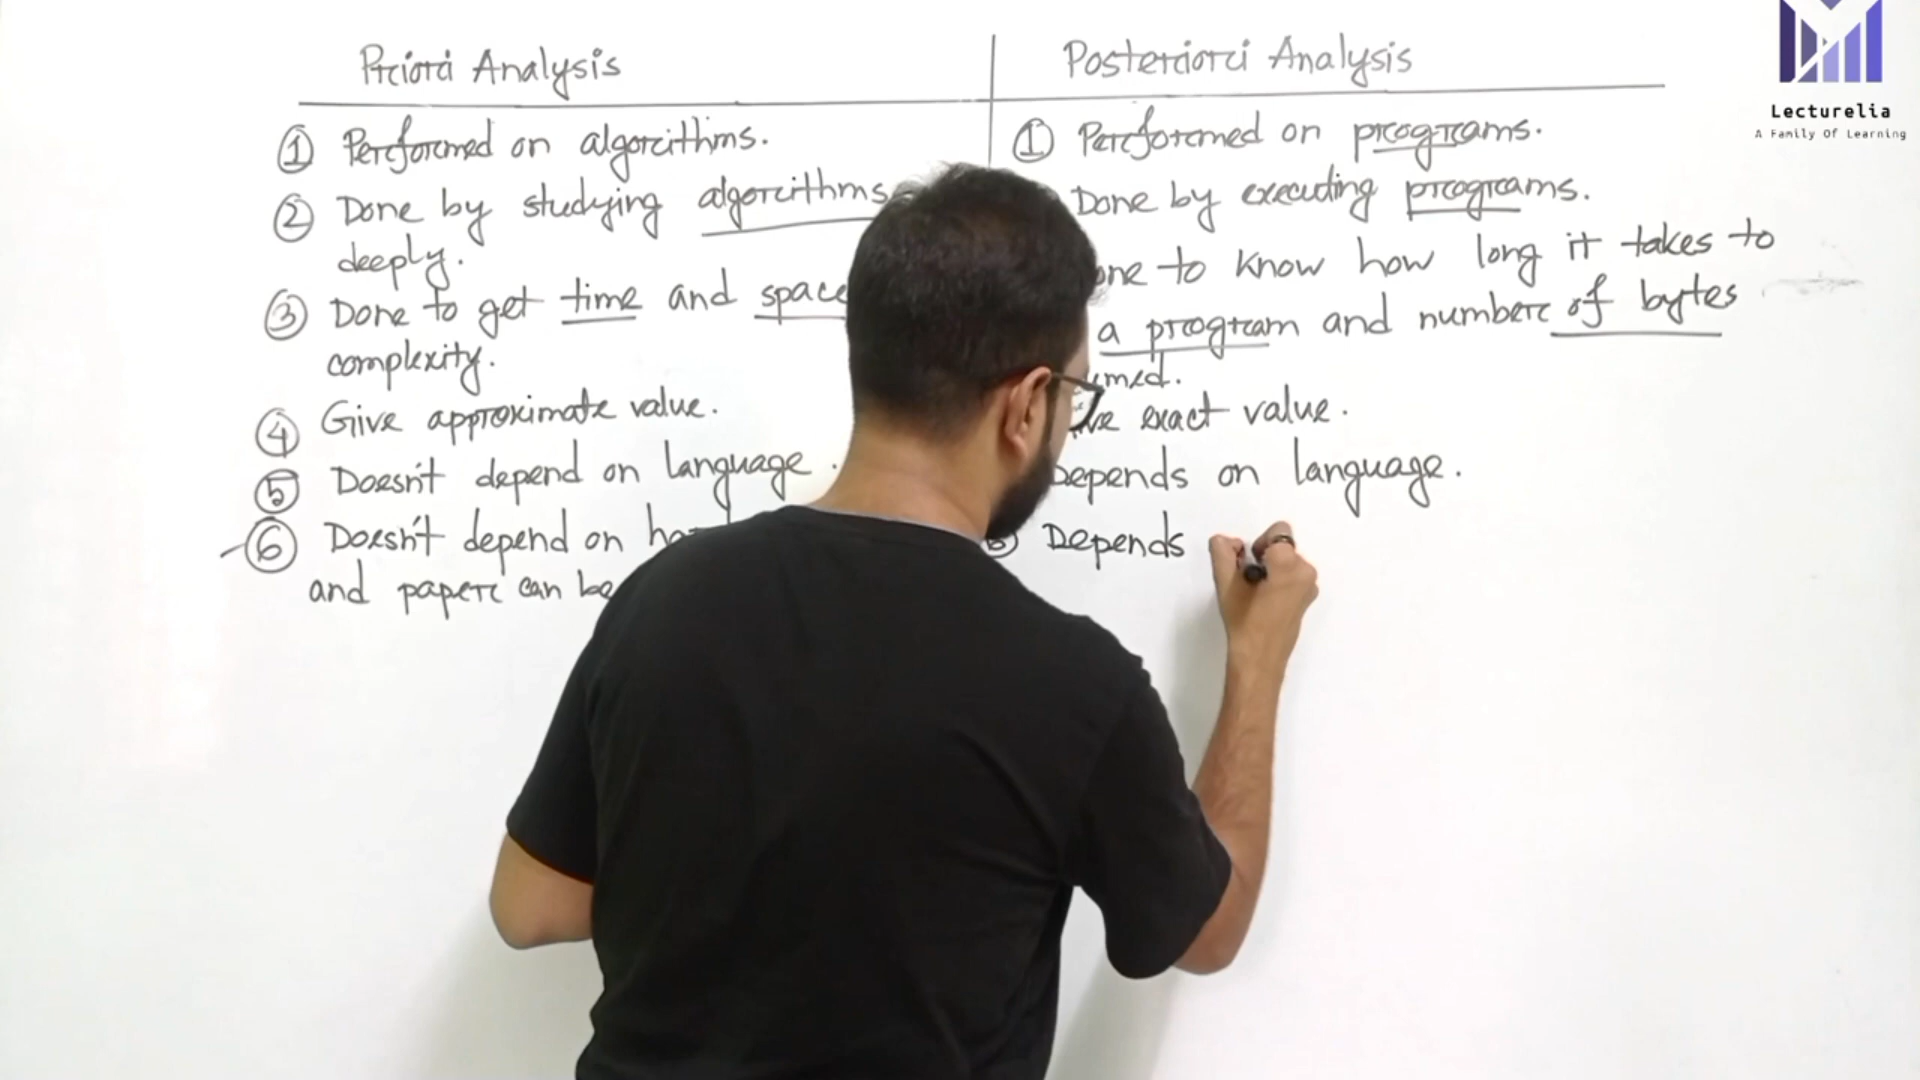 Priori Analysis
① Performed on algorithms.
② Done by studying algorithms
deeply.
③ Done to get time and space
complexity.
④ Give approximate value.
⑤ Doesn't depend on language.
⑥ Doesn't depend on
and paper can be
Posteriori Analysis
① Performed on programs.
Done by executing programs.
to know how long it takes to
a program and number of bytes
exact value.
Depends on language.
⑥ Depends
Lecturelia
A Family Of Learning